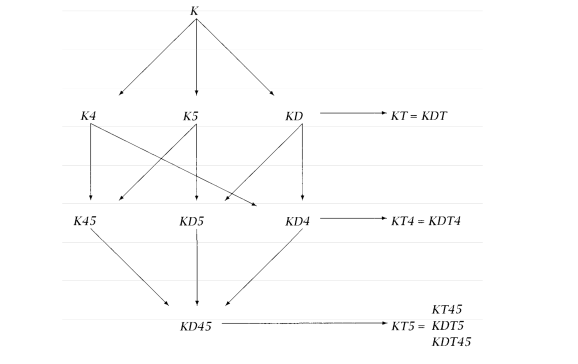 K
K4 K5 KD KT = KDT
K45 KD5 KD4 KT4 = KDT4
KT45
KD45 KT5 = KDT5
KDT45